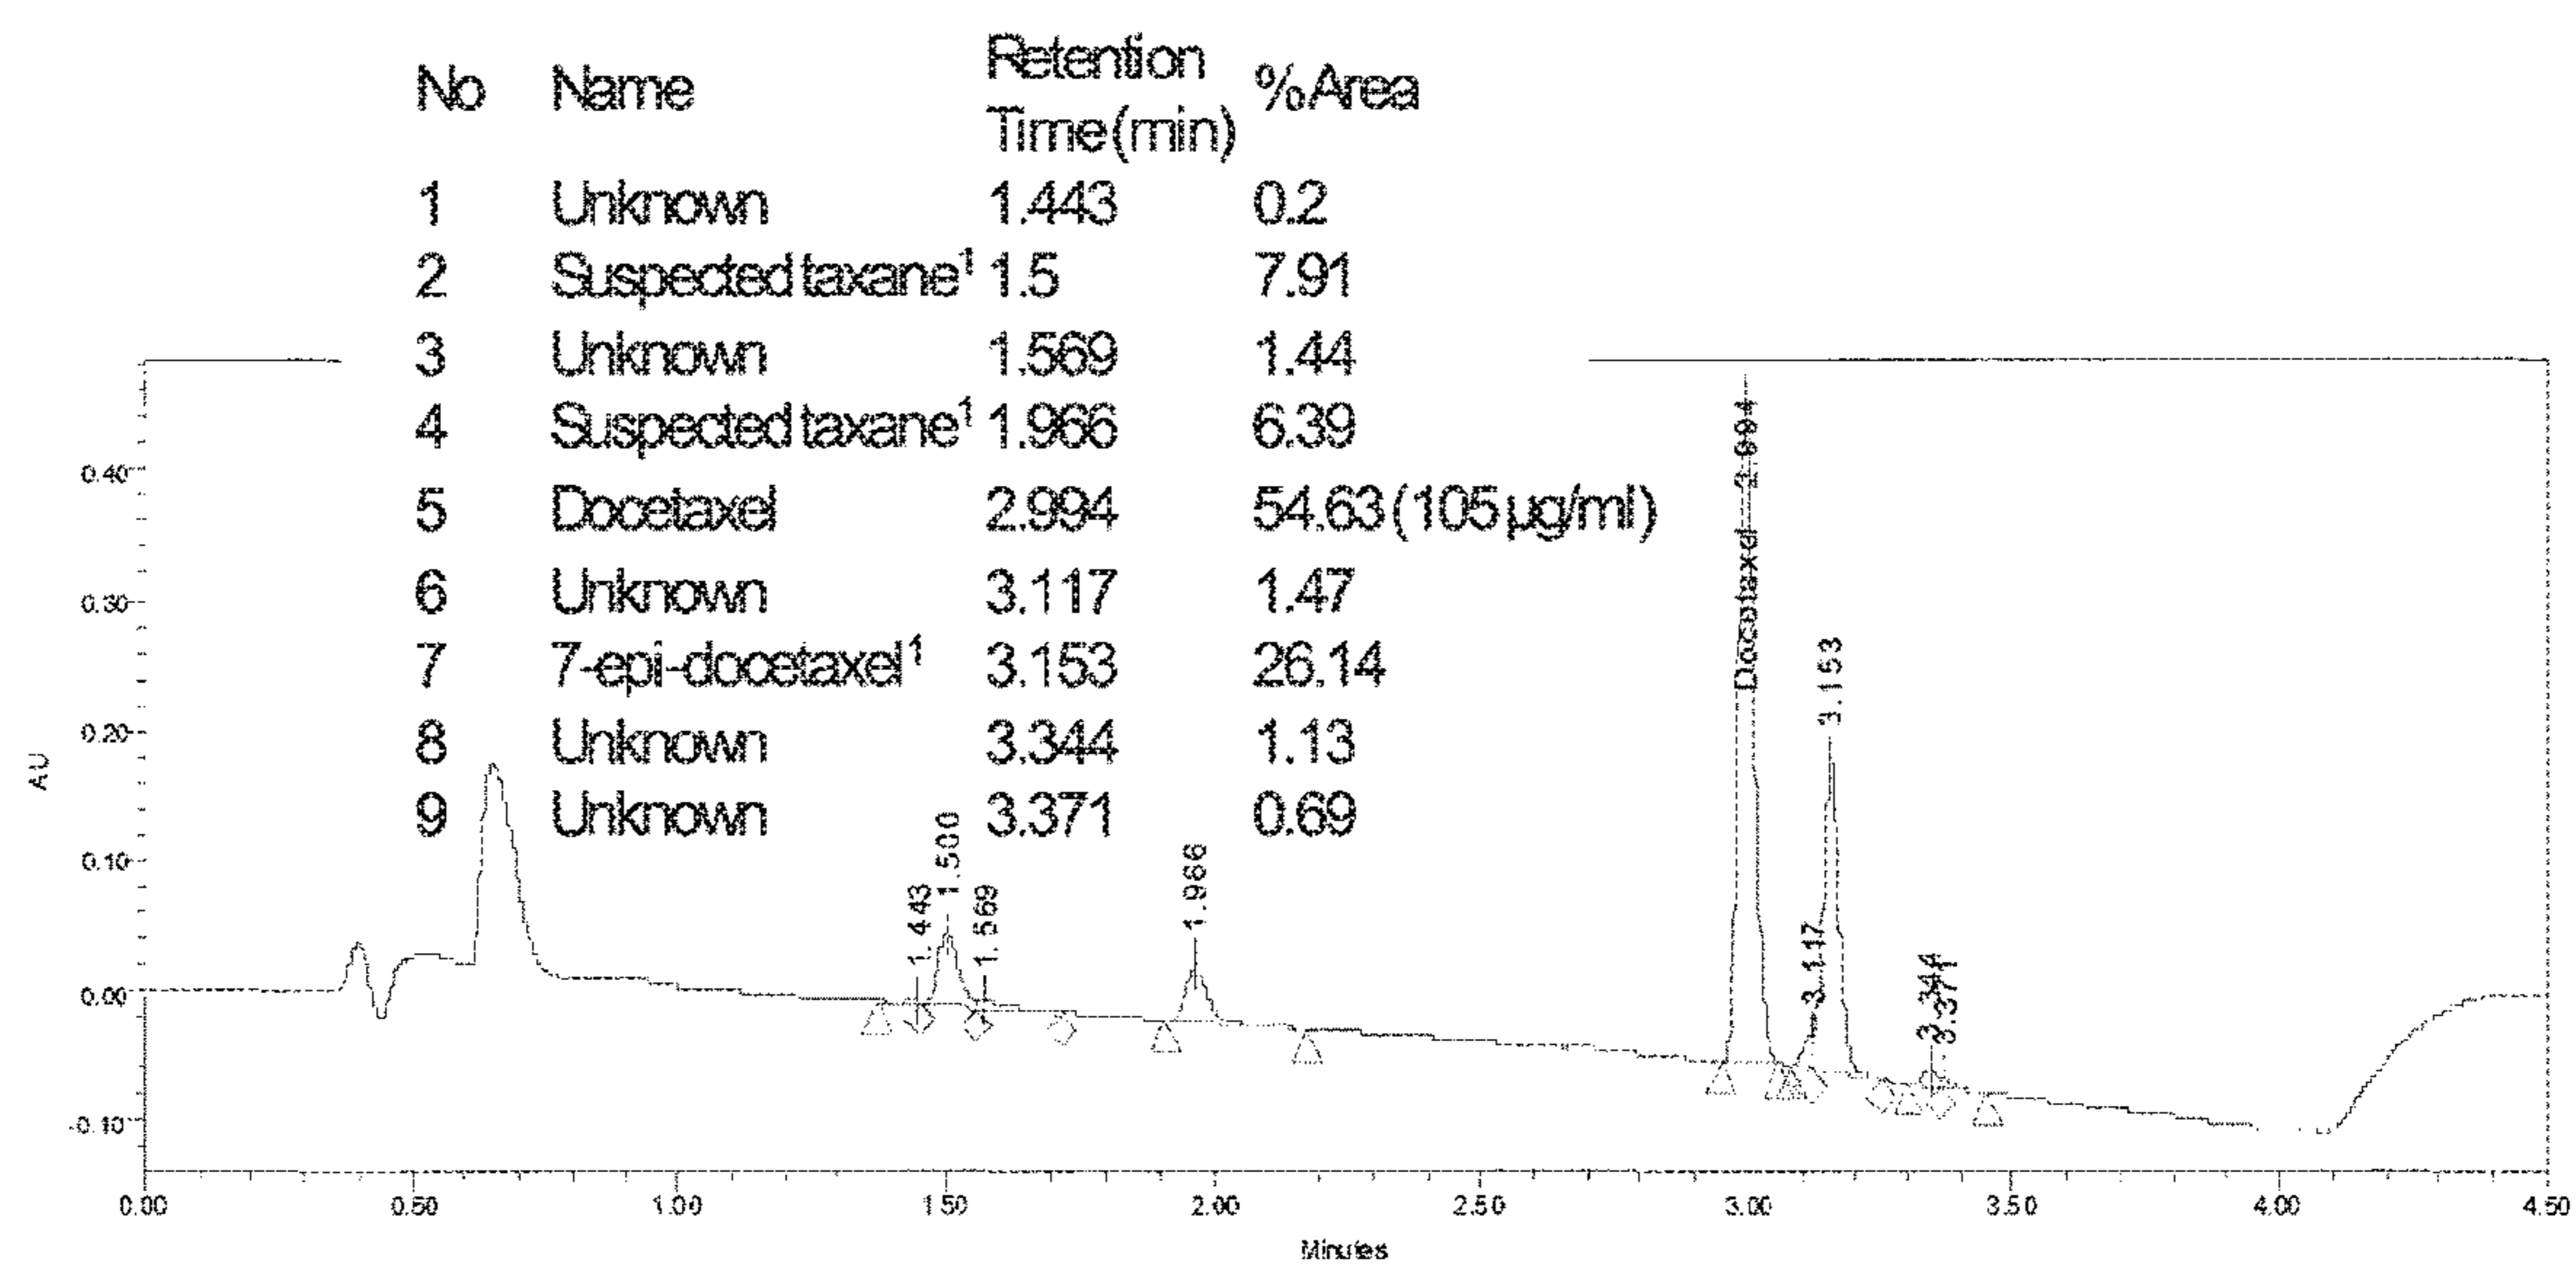 No Name Retention Time (min) % Area
1 Unknown 1.443 0.2
2 Suspected taxane¹ 1.5 7.91
3 Unknown 1.569 1.44
4 Suspected taxane¹ 1.966 6.39
5 Docetaxel 2.994 54.63 (105 µg/ml)
6 Unknown 3.117 1.47
7 7-epi-docetaxel¹ 3.153 26.14
8 Unknown 3.344 1.13
9 Unknown 3.371 0.69
AU
0.40
0.30
0.20
0.10
0.00
-0.10
1.443
1.500
1.569
1.966
Docetaxel 2.994
3.117
3.153
3.344
3.371
0.00 0.50 1.00 1.50 2.00 2.50 3.00 3.50 4.00 4.50
Minutes